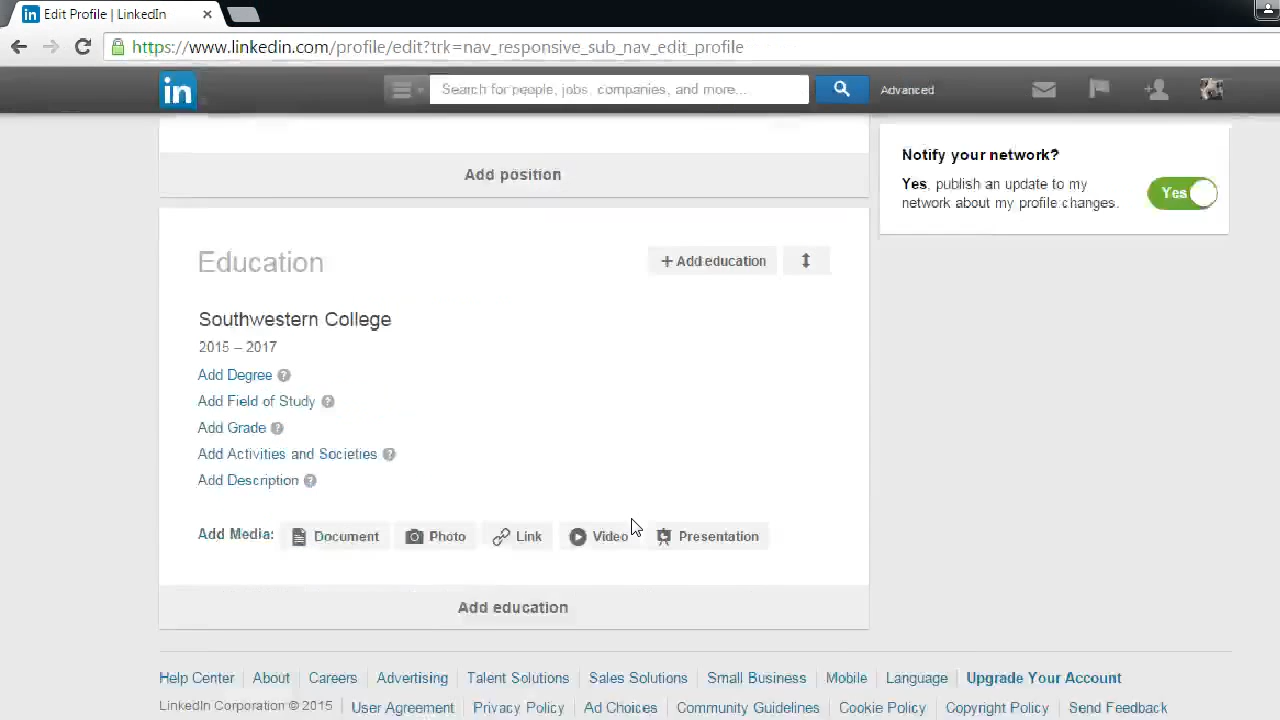 Edit Profile | LinkedIn
https://www.linkedin.com/profile/edit?trk=nav_responsive_sub_nav_edit_profile
in Search for people, jobs, companies, and more... Advanced
Add position
Notify your network?
Yes, publish an update to my
network about my profile changes.
Yes
Education
+ Add education
Southwestern College
2015 – 2017
Add Degree ?
Add Field of Study ?
Add Grade ?
Add Activities and Societies ?
Add Description ?
Add Media: Document Photo Link Video Presentation
Add education
Help Center About Careers Advertising Talent Solutions Sales Solutions Small Business Mobile Language Upgrade Your Account
LinkedIn Corporation © 2015 User Agreement Privacy Policy Ad Choices Community Guidelines Cookie Policy Copyright Policy Send Feedback